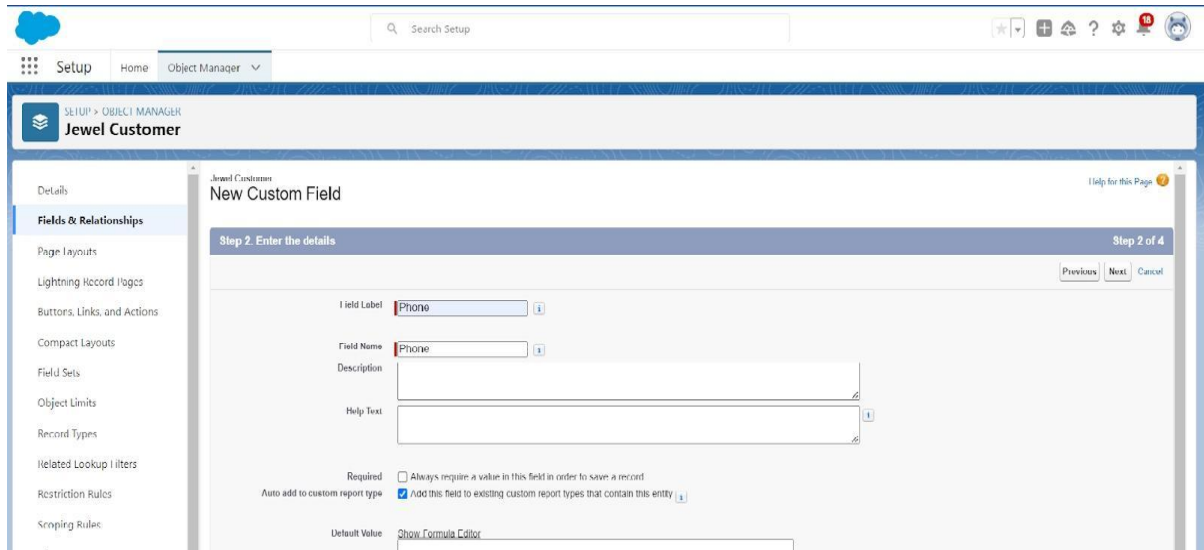 Search Setup
18
Setup Home Object Manager
SETUP > OBJECT MANAGER
Jewel Customer
Details
Fields & Relationships
Page Layouts
Lightning Record Pages
Buttons, Links, and Actions
Compact Layouts
Field Sets
Object Limits
Record Types
Related Lookup Filters
Restriction Rules
Scoping Rules
Jewel Customer
New Custom Field
Help for this Page
Step 2. Enter the details Step 2 of 4
Previous Next Cancel
Field Label Phone
Field Name Phone
Description
Help Text
Required Always require a value in this field in order to save a record
Auto add to custom report type Add this field to existing custom report types that contain this entity
Default Value Show Formula Editor